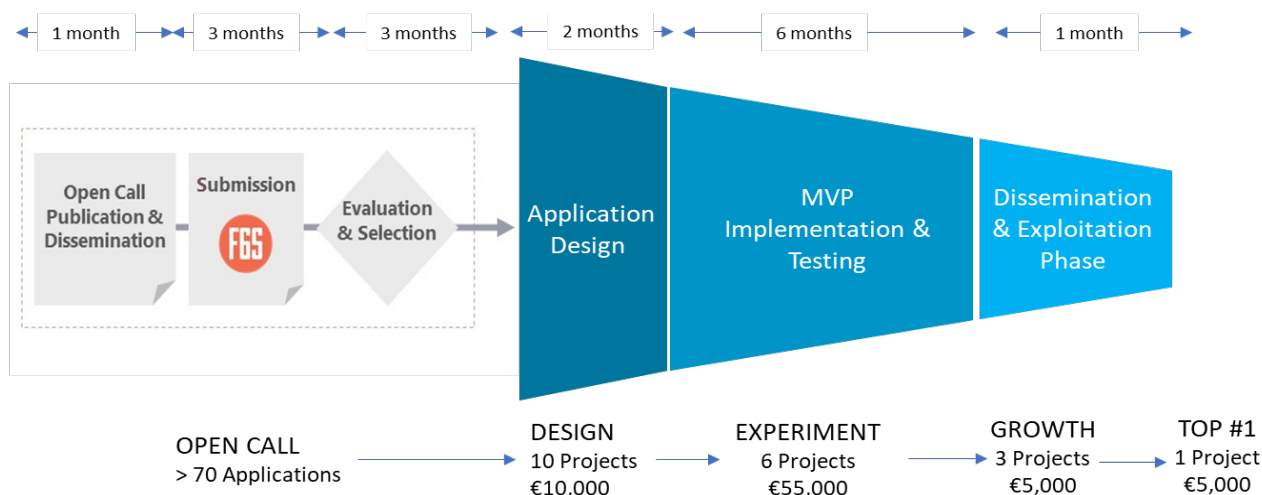 1 month
3 months
3 months
2 months
6 months
1 month
Open Call
Publication &
Dissemination
Submission
F6S
Evaluation
& Selection
Application
Design
MVP
Implementation &
Testing
Dissemination
& Exploitation
Phase
OPEN CALL
> 70 Applications
DESIGN
10 Projects
€10.000
EXPERIMENT
6 Projects
€55.000
GROWTH
3 Projects
€5,000
TOP #1
1 Project
€5,000